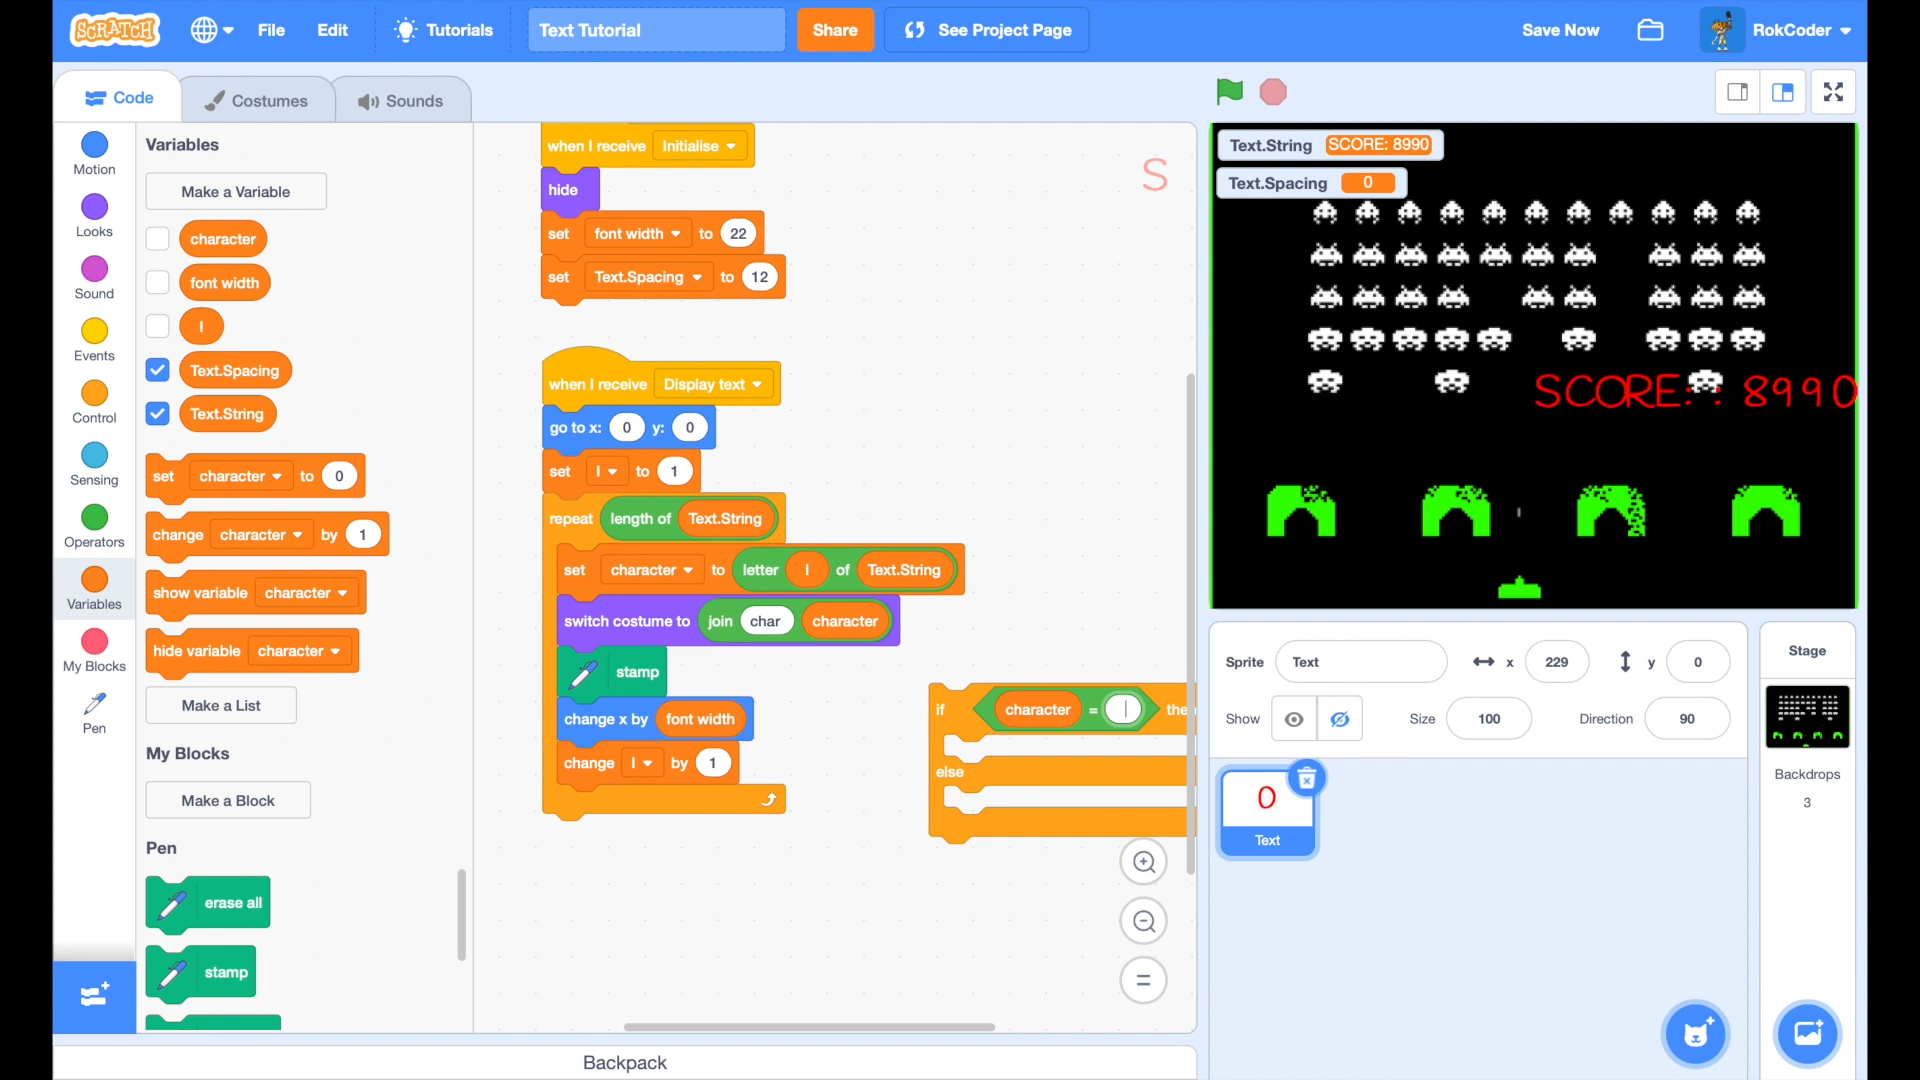 SCRATCH
File
Edit
Tutorials
Text Tutorial
Share
See Project Page
Save Now
RokCoder
Code
Costumes
Sounds
Motion
Looks
Sound
Events
Control
Sensing
Operators
Variables
My Blocks
Pen
Variables
Make a Variable
character
font width
I
Text.Spacing
Text.String
set character to 0
change character by 1
show variable character
hide variable character
Make a List
My Blocks
Make a Block
Pen
erase all
stamp
when I receive Initialise
hide
set font width to 22
set Text.Spacing to 12
S
when I receive Display text
go to x: 0 y: 0
set I to 1
repeat length of Text.String
set character to letter I of Text.String
switch costume to join char character
stamp
change x by font width
change I by 1
if character = the
else
Backpack
Text.String SCORE: 8990
Text.Spacing 0
SCORE: : 8990
Sprite Text x 229 y 0
Show Size 100 Direction 90
O
Text
Stage
Backdrops
3